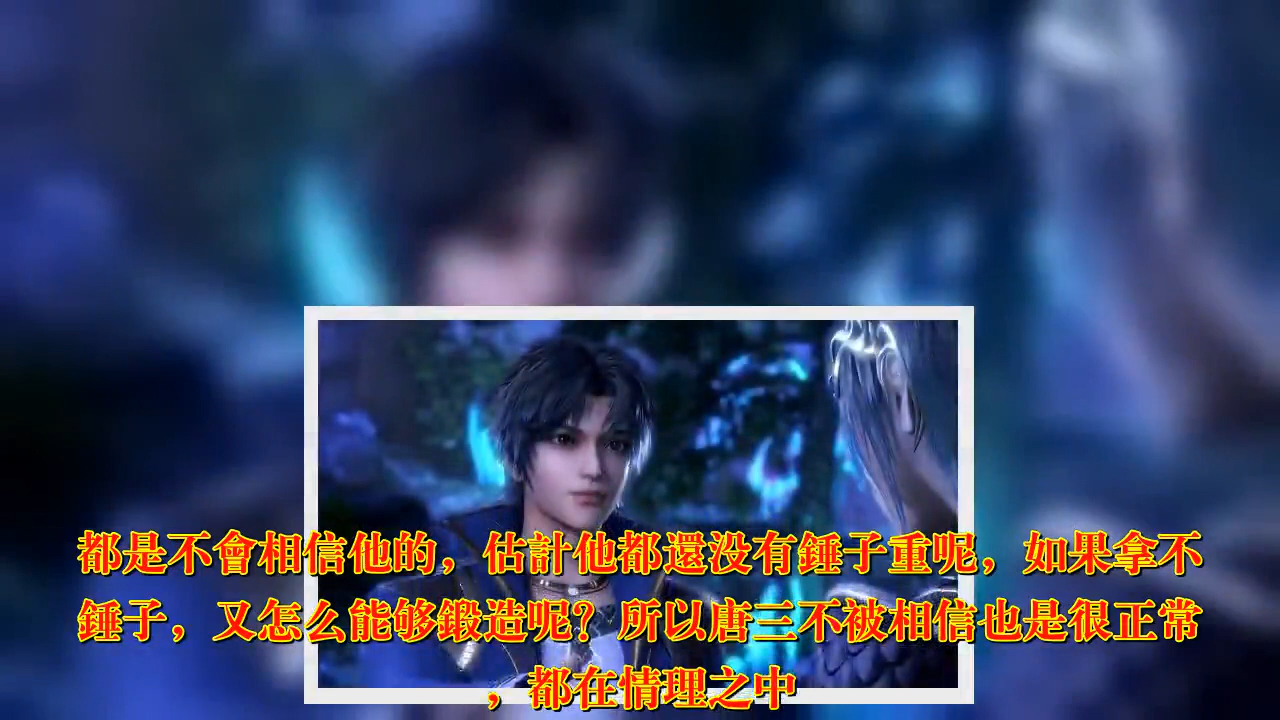 都是不會相信他的，估計他都還没有錘子重呢，如果拿不
錘子，又怎么能够鍛造呢？所以唐三不被相信也是很正常
，都在情理之中